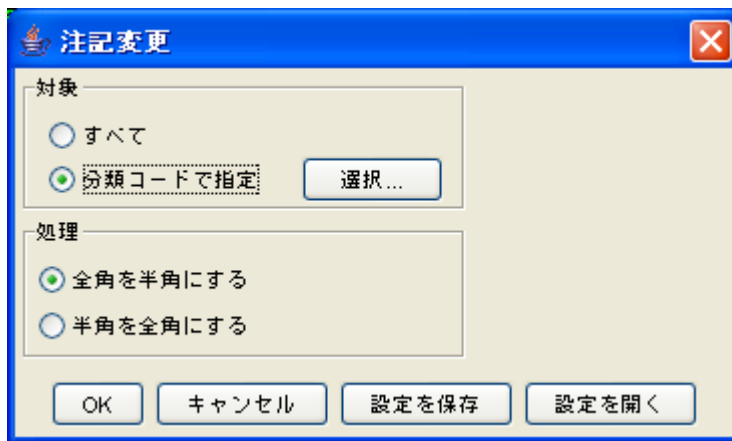 注記変更
対象
すべて
分類コードで指定 選択...
処理
全角を半角にする
半角を全角にする
OK キャンセル 設定を保存 設定を開く